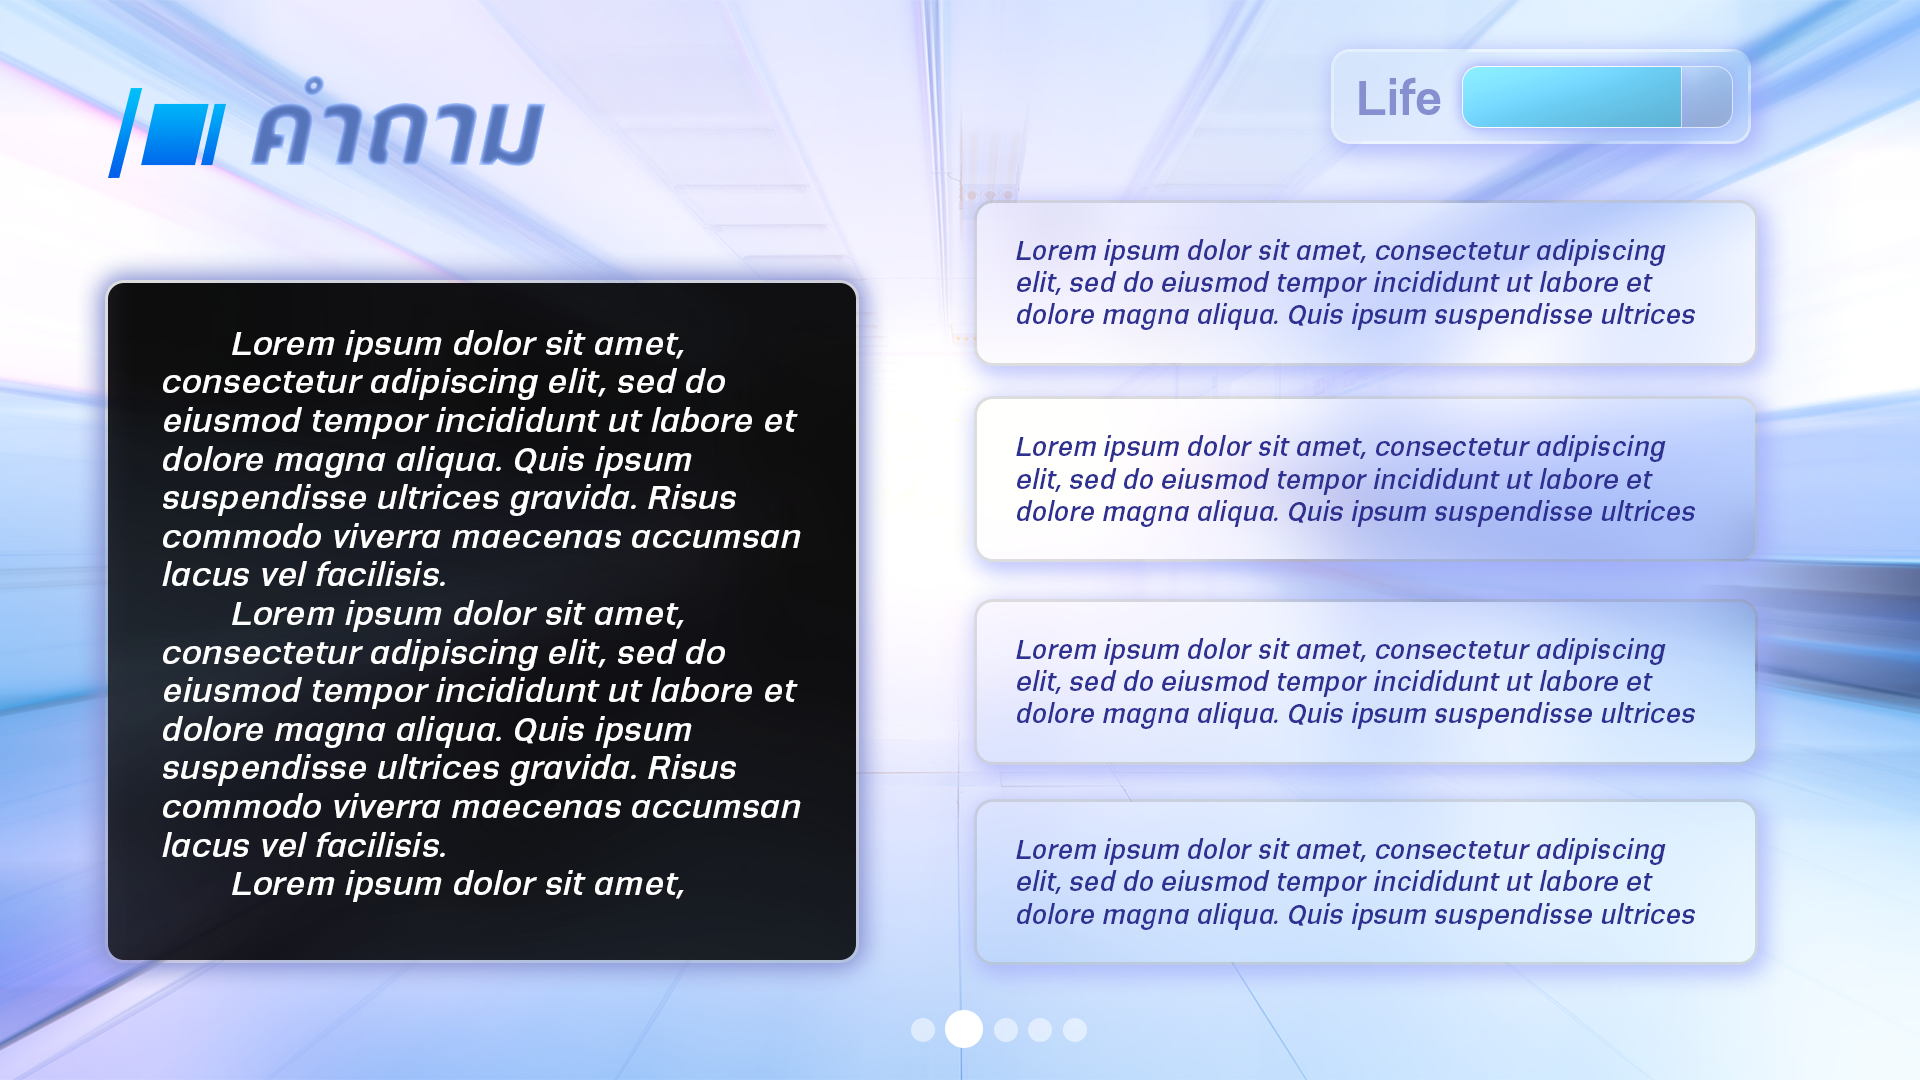 คำถาม
Life
Lorem ipsum dolor sit amet,
consectetur adipiscing elit, sed do
eiusmod tempor incididunt ut labore et
dolore magna aliqua. Quis ipsum
suspendisse ultrices gravida. Risus
commodo viverra maecenas accumsan
lacus vel facilisis.
Lorem ipsum dolor sit amet,
consectetur adipiscing elit, sed do
eiusmod tempor incididunt ut labore et
dolore magna aliqua. Quis ipsum
suspendisse ultrices gravida. Risus
commodo viverra maecenas accumsan
lacus vel facilisis.
Lorem ipsum dolor sit amet,
Lorem ipsum dolor sit amet, consectetur adipiscing
elit, sed do eiusmod tempor incididunt ut labore et
dolore magna aliqua. Quis ipsum suspendisse ultrices
Lorem ipsum dolor sit amet, consectetur adipiscing
elit, sed do eiusmod tempor incididunt ut labore et
dolore magna aliqua. Quis ipsum suspendisse ultrices
Lorem ipsum dolor sit amet, consectetur adipiscing
elit, sed do eiusmod tempor incididunt ut labore et
dolore magna aliqua. Quis ipsum suspendisse ultrices
Lorem ipsum dolor sit amet, consectetur adipiscing
elit, sed do eiusmod tempor incididunt ut labore et
dolore magna aliqua. Quis ipsum suspendisse ultrices